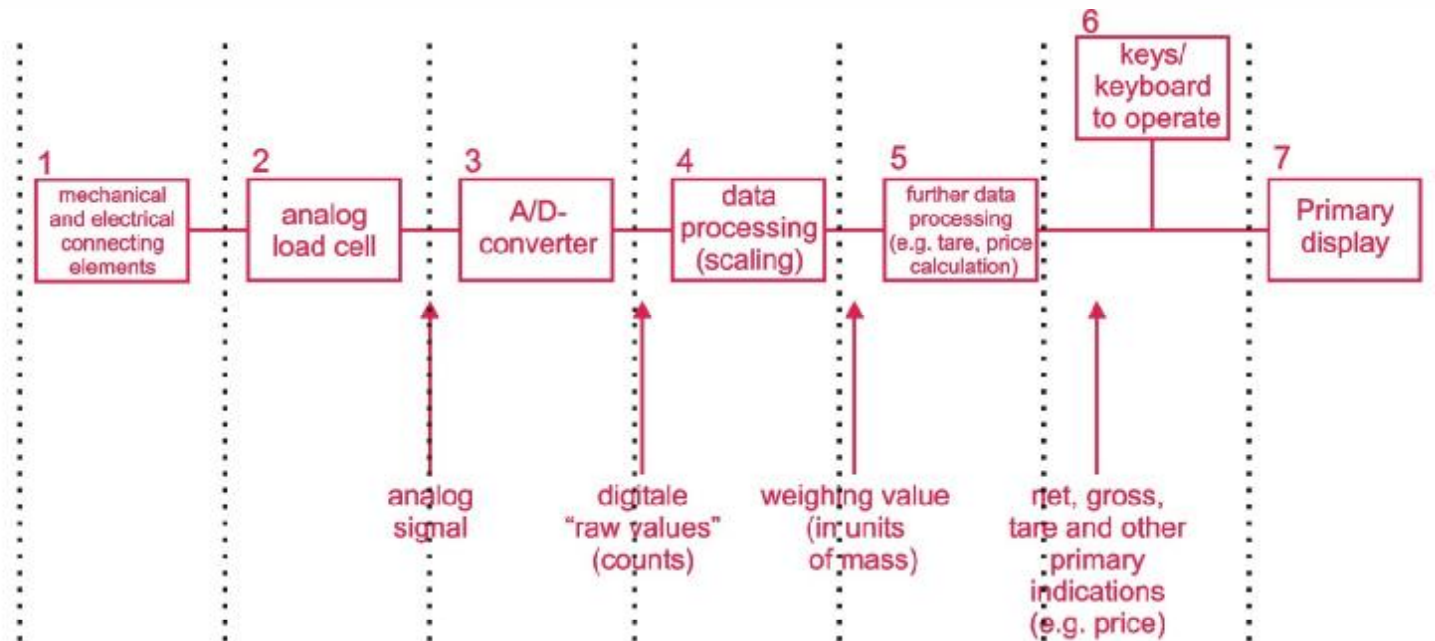 6
keys/
keyboard
to operate
1
mechanical
and electrical
connecting
elements
2
analog
load cell
3
A/D-
converter
4
data
processing
(scaling)
5
further data
processing
(e.g. tare, price
calculation)
7
Primary
display
analog
signal
digitale
“raw values”
(counts)
weighing value
(in units
of mass)
net, gross,
tare and other
primary
indications
(e.g. price)